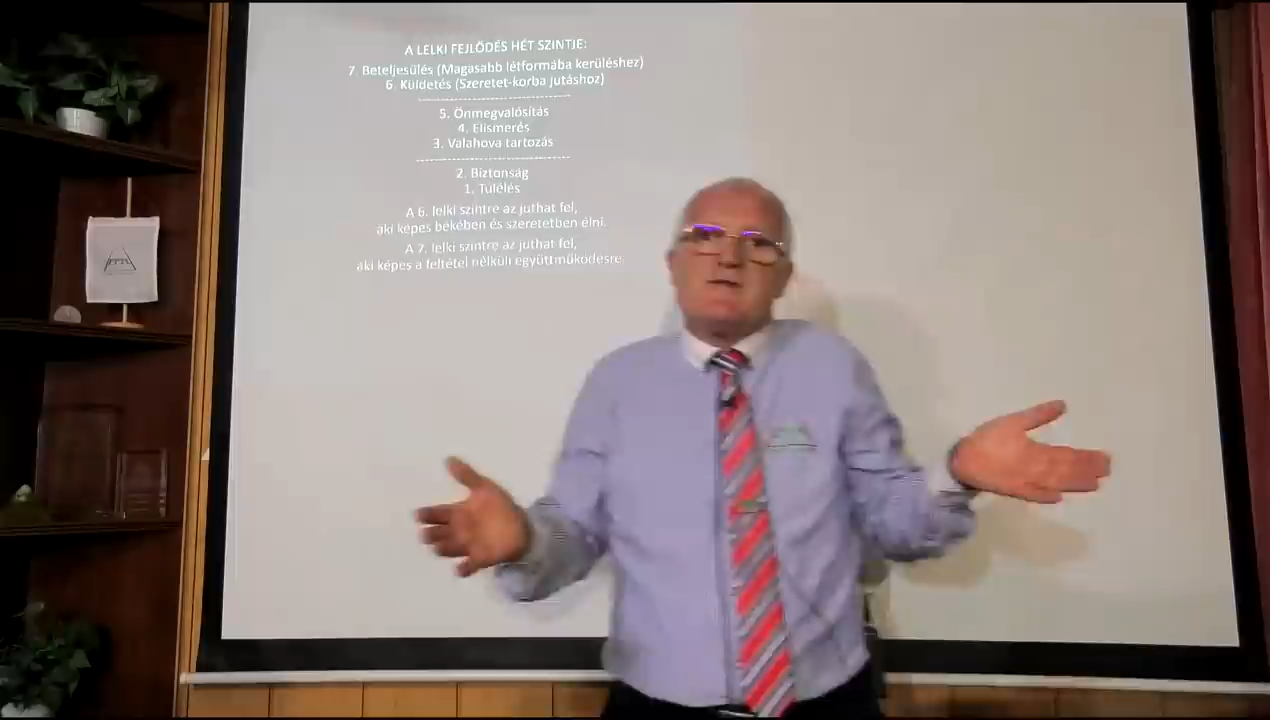 A LELKI FEJLŐDÉS HÉT SZINTJE:
7. Beteljesülés (Magasabb létformába kerüléshez)
6. Küldetés (Szeretet-korba jutáshoz)
----------------------------
5. Önmegvalósítás
4. Elismerés
3. Valahova tartozás
----------------------------
2. Biztonság
1. Túlélés
A 6. lelki szintre az juthat fel,
aki képes békében és szeretetben élni.
A 7. lelki szintre az juthat fel,
aki képes a feltétel nélküli együttműködésre.